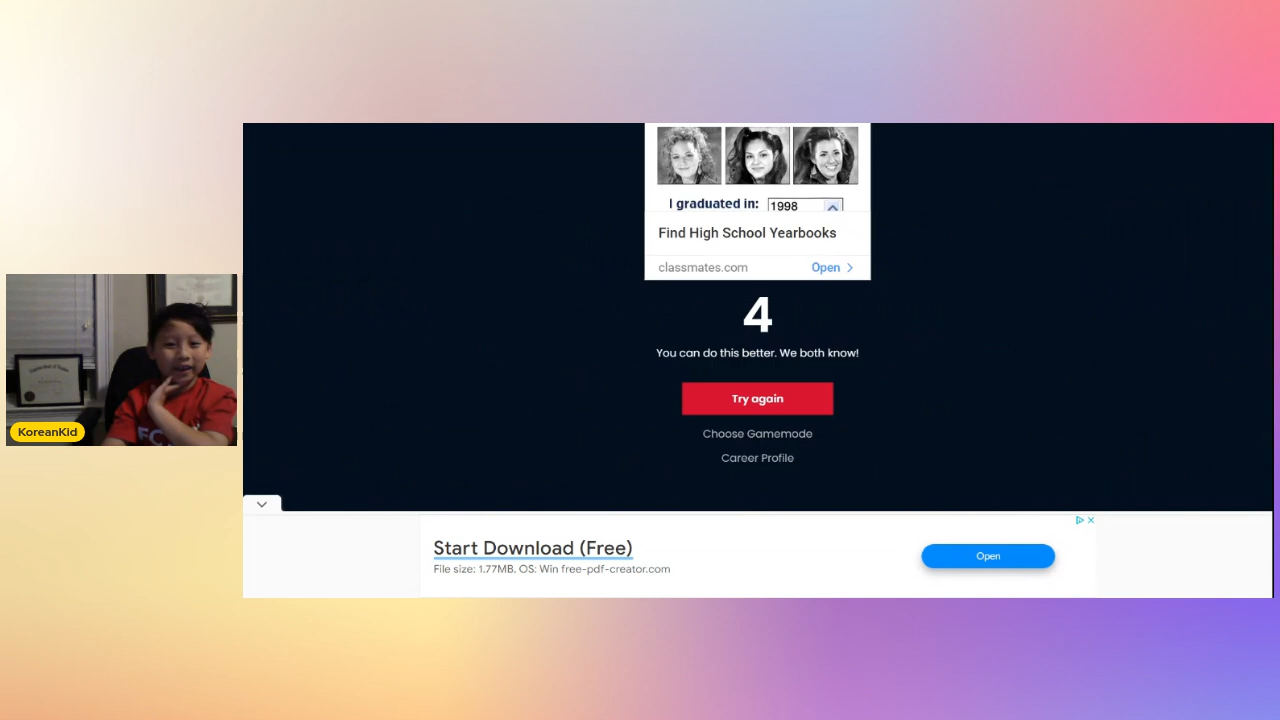 I graduated in: 1998
Find High School Yearbooks
classmates.com Open
4
You can do this better. We both know!
Try again
Choose Gamemode
Career Profile
KoreanKid
FC
Start Download (Free)
File size: 1.77MB. OS: Win free-pdf-creator.com
Open